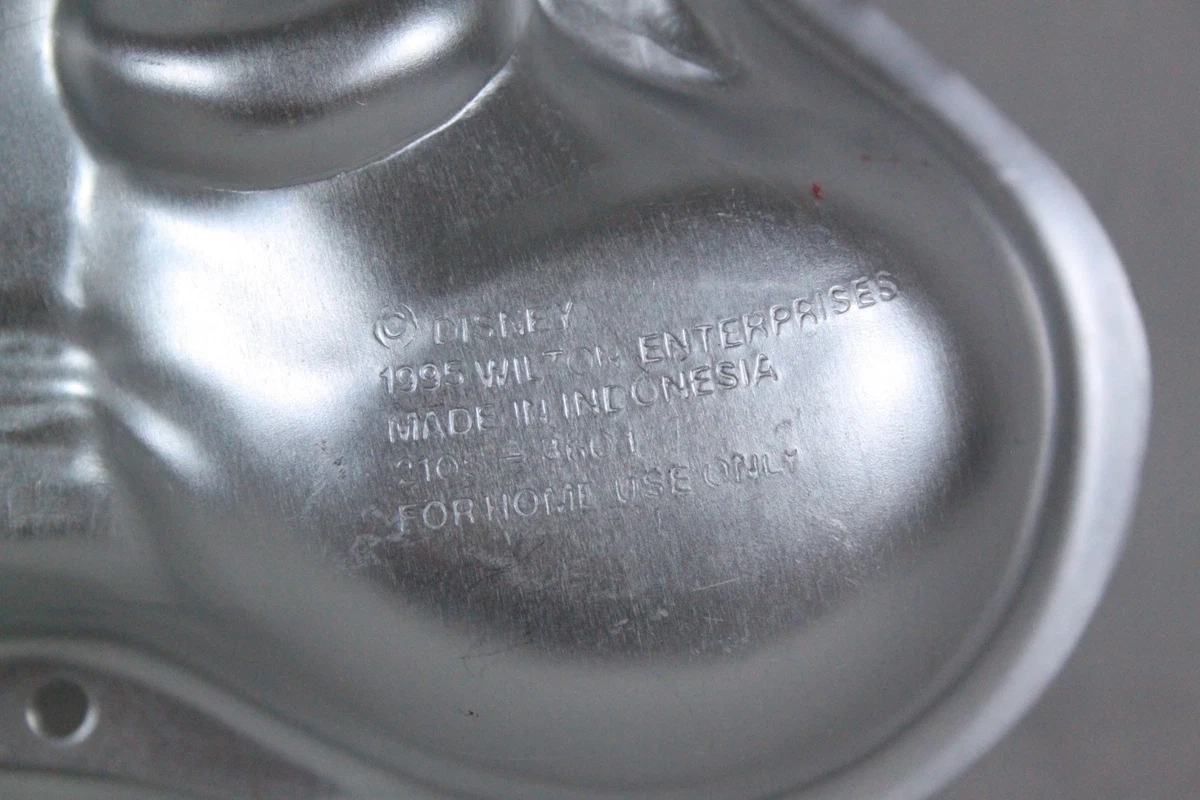 © DISNEY
1995 WILTON ENTERPRISES
MADE IN INDONESIA
FOR HOME USE ONLY